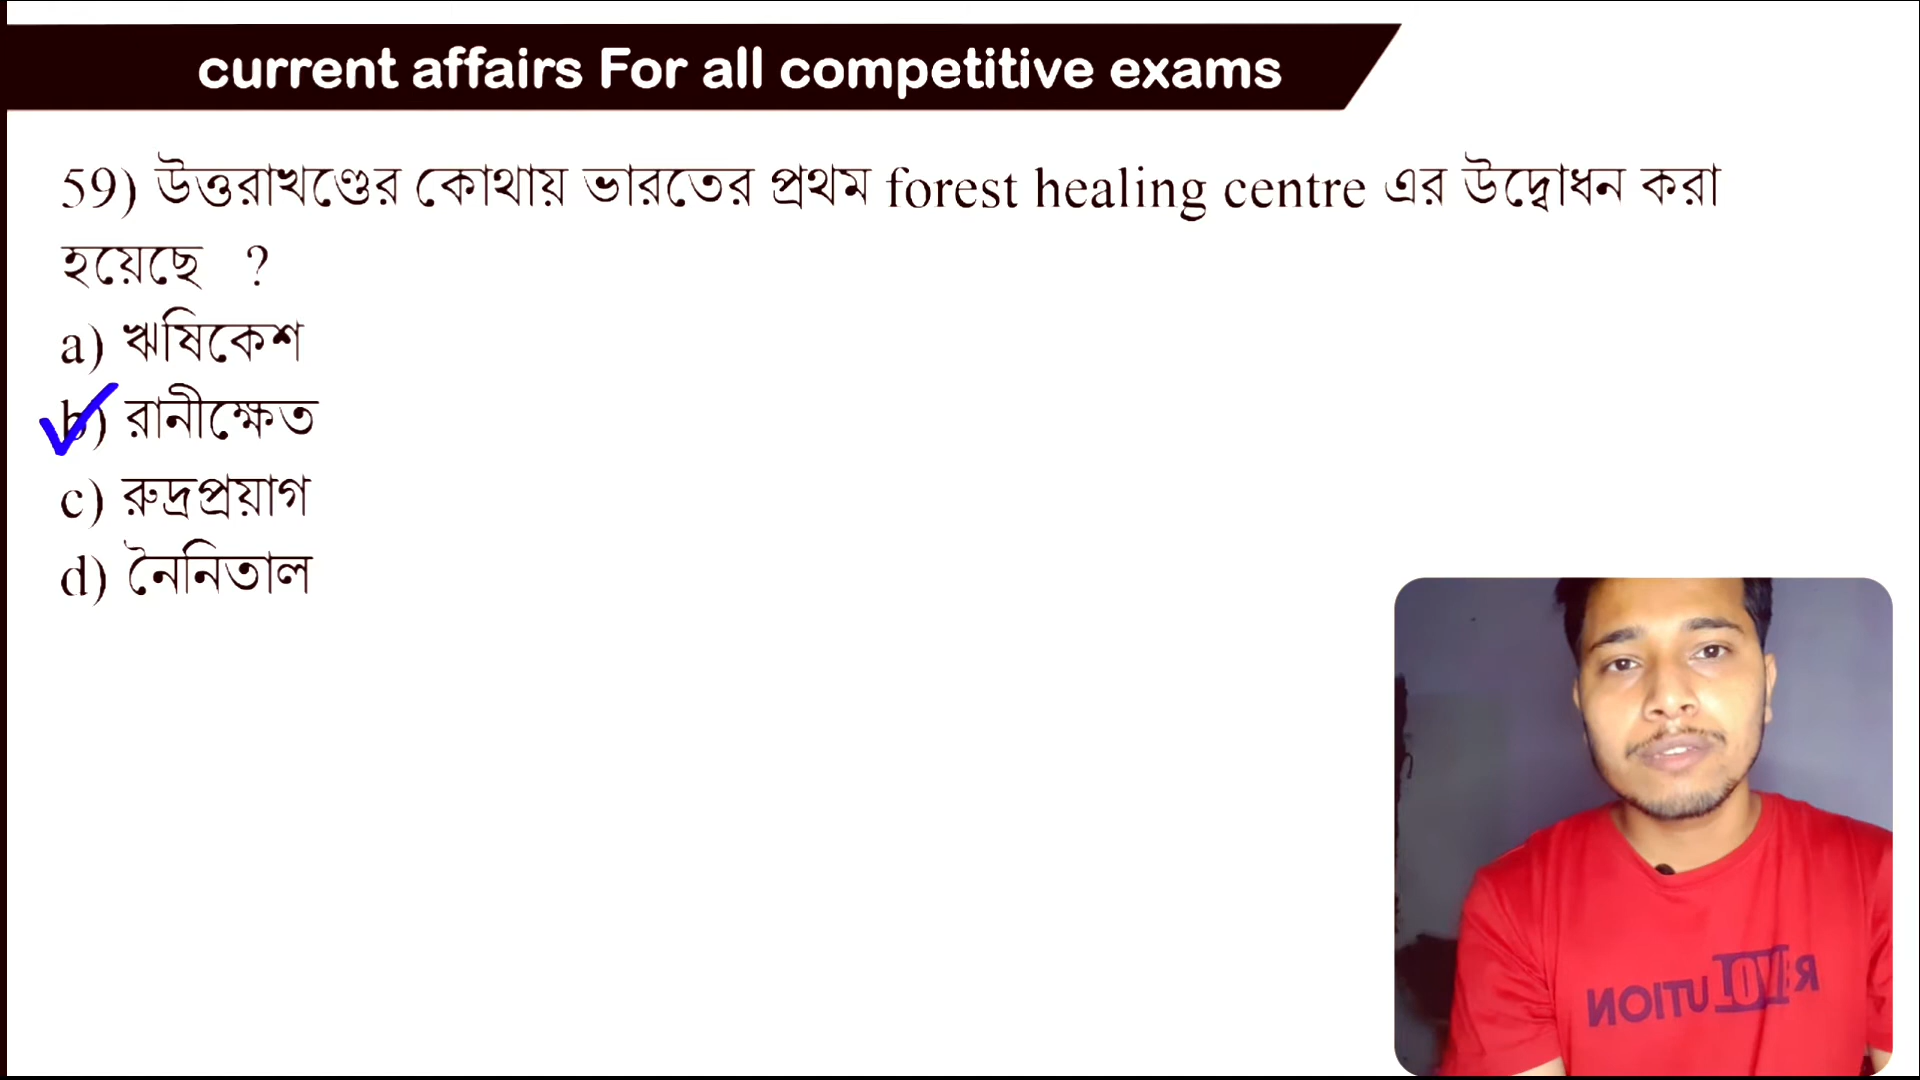 current affairs For all competitive exams
59) উত্তরাখণ্ডের কোথায় ভারতের প্রথম forest healing centre এর উদ্বোধন করা
হয়েছে ?
a) ঋষিকেশ
b) রানীক্ষেত
c) রুদ্রপ্রয়াগ
d) নৈনিতাল
REVOLUTION